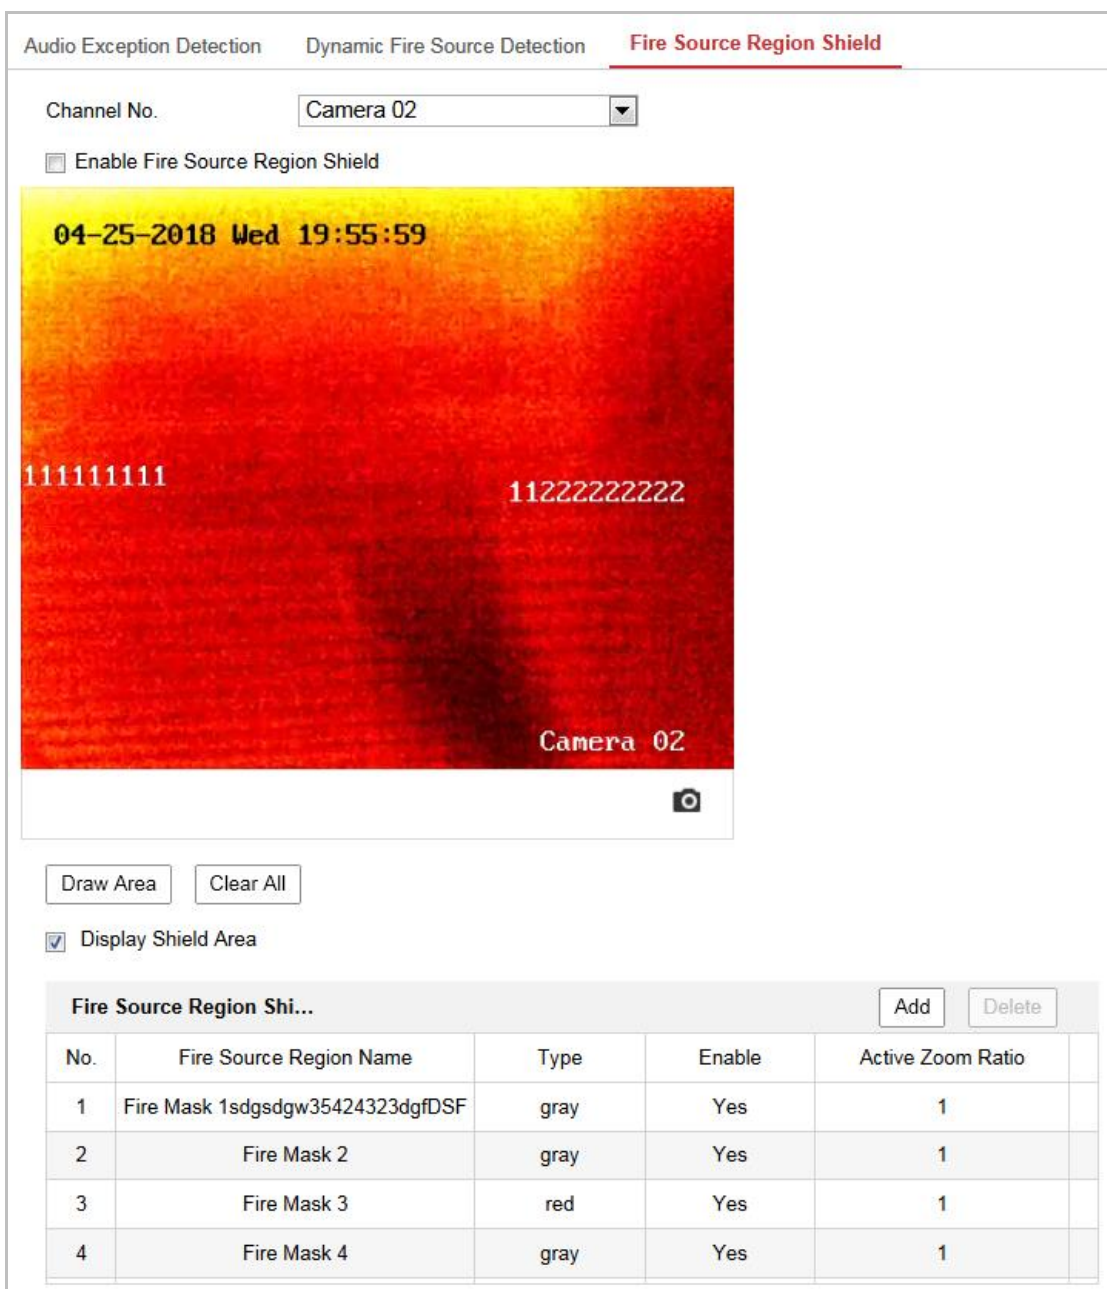 Audio Exception Detection Dynamic Fire Source Detection Fire Source Region Shield
Channel No. Camera 02
Enable Fire Source Region Shield
04-25-2018 Wed 19:55:59
111111111
11222222222
Camera 02
Draw Area Clear All
Display Shield Area
Fire Source Region Shi... Add Delete
No. Fire Source Region Name Type Enable Active Zoom Ratio
1 Fire Mask 1sdgsdgw35424323dgfDSF gray Yes 1
2 Fire Mask 2 gray Yes 1
3 Fire Mask 3 red Yes 1
4 Fire Mask 4 gray Yes 1